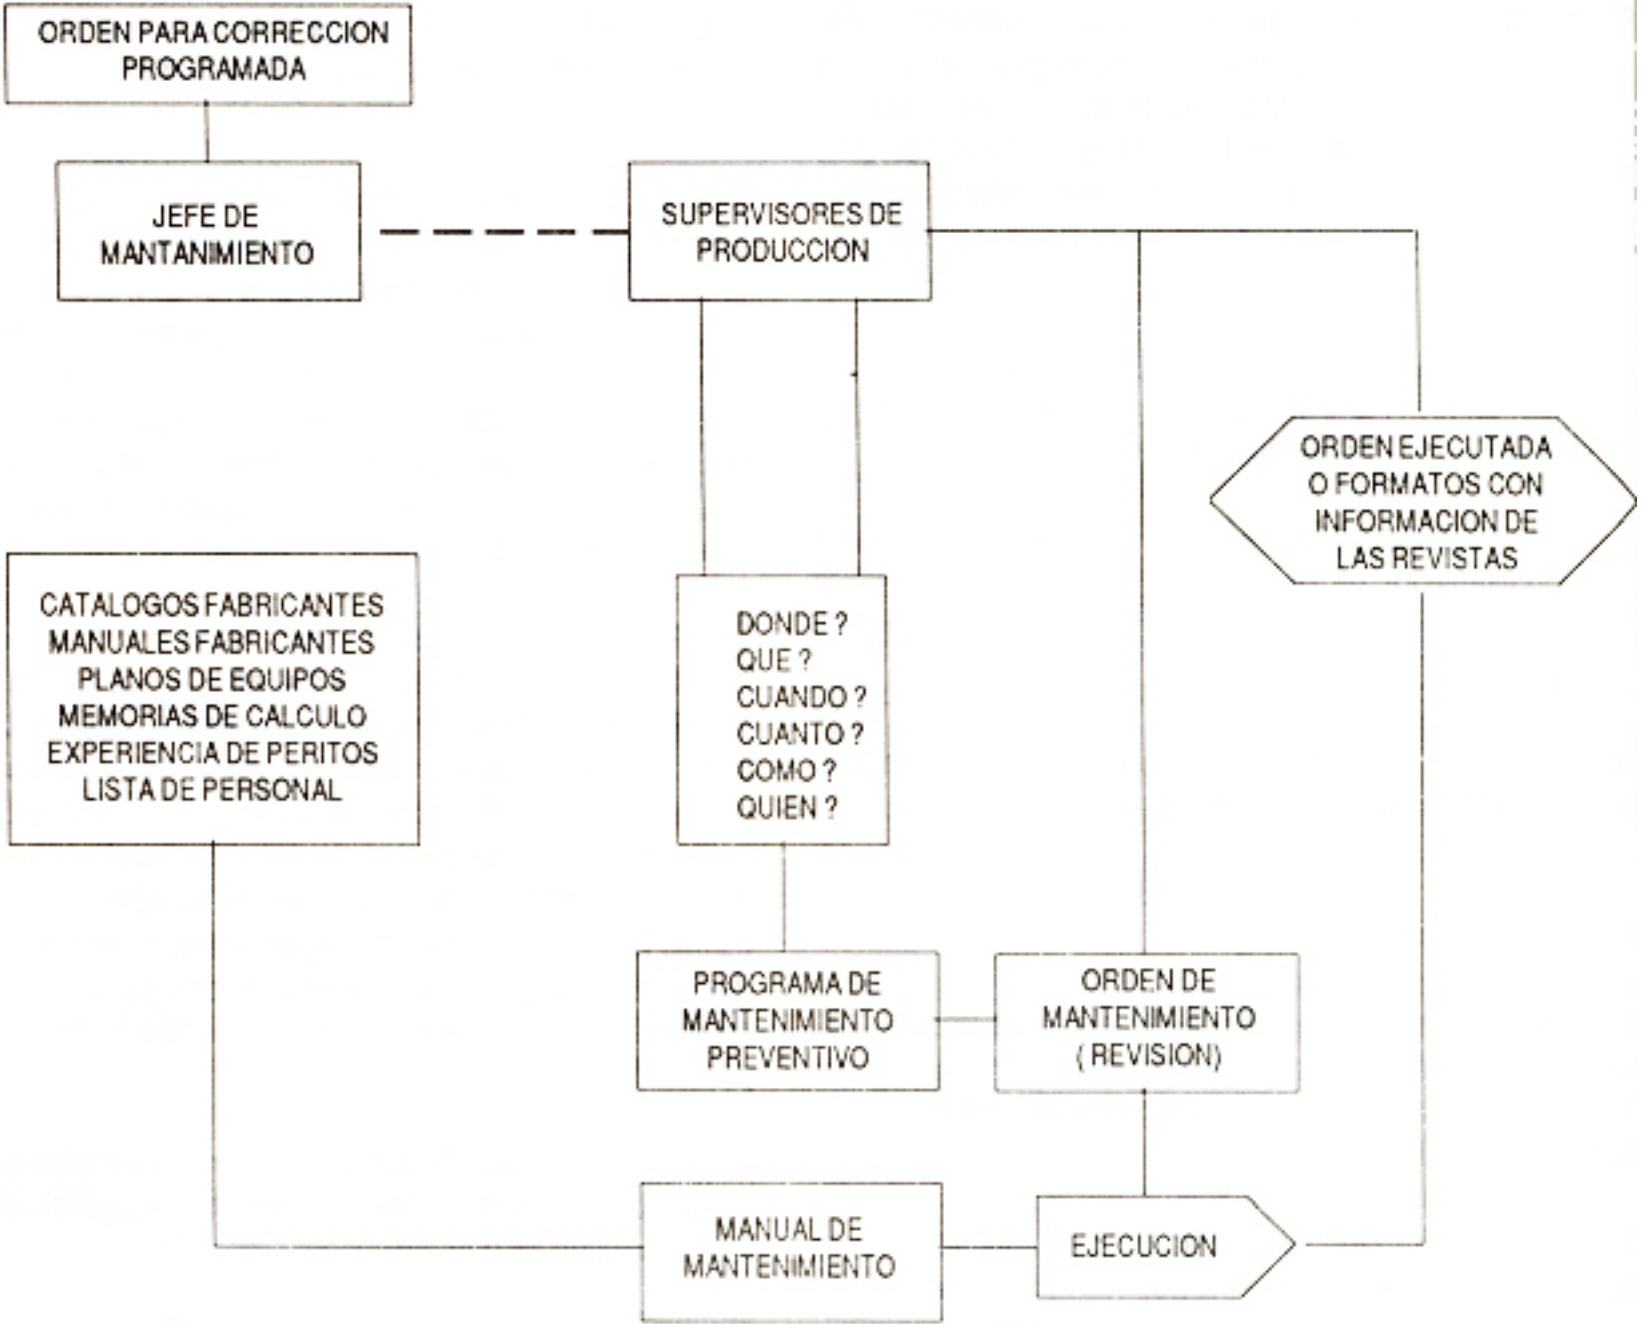 ORDEN PARA CORRECCION
PROGRAMADA
JEFE DE
MANTANIMIENTO
SUPERVISORES DE
PRODUCCION
ORDEN EJECUTADA
O FORMATOS CON
INFORMACION DE
LAS REVISTAS
CATALOGOS FABRICANTES
MANUALES FABRICANTES
PLANOS DE EQUIPOS
MEMORIAS DE CALCULO
EXPERIENCIA DE PERITOS
LISTA DE PERSONAL
DONDE ?
QUE ?
CUANDO ?
CUANTO ?
COMO ?
QUIEN ?
PROGRAMA DE
MANTENIMIENTO
PREVENTIVO
ORDEN DE
MANTENIMIENTO
( REVISION)
MANUAL DE
MANTENIMIENTO
EJECUCION